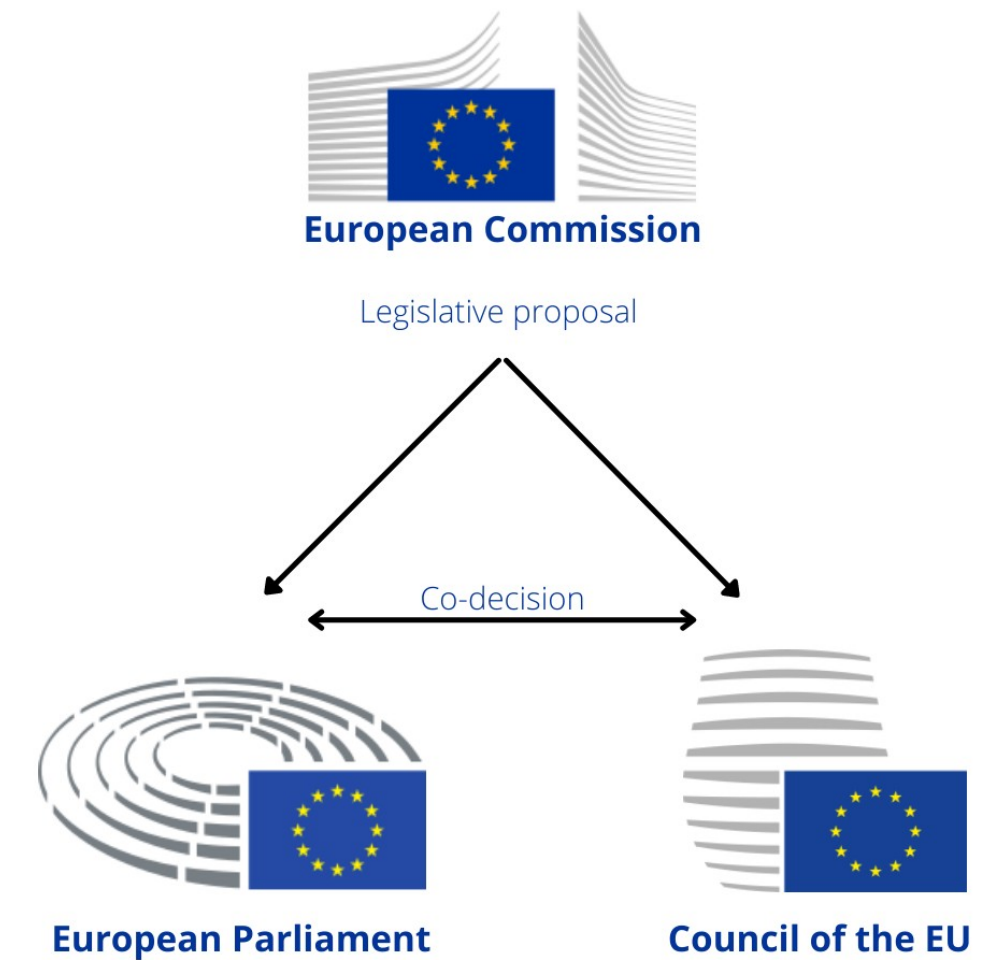 European Commission
Legislative proposal
Co-decision
European Parliament
Council of the EU